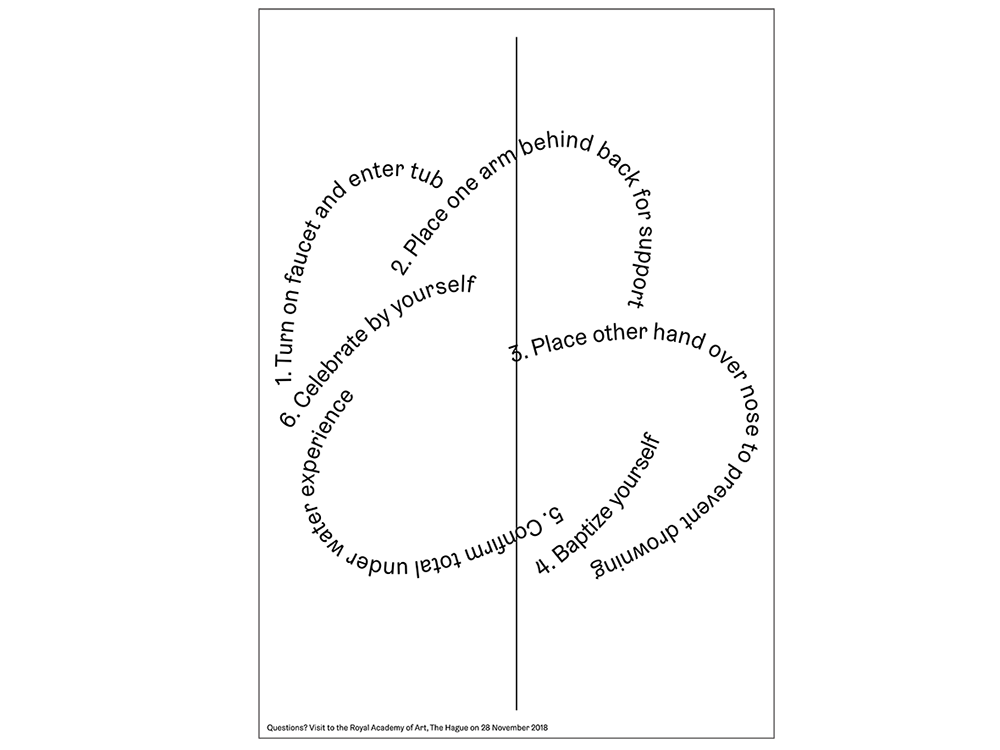 1. Turn on faucet and enter tub
2. Place one arm behind back for support
3. Place other hand over nose to prevent drowning
4. Baptize yourself
5. Confirm total under water experience
6. Celebrate by yourself
Questions? Visit to the Royal Academy of Art, The Hague on 28 November 2018